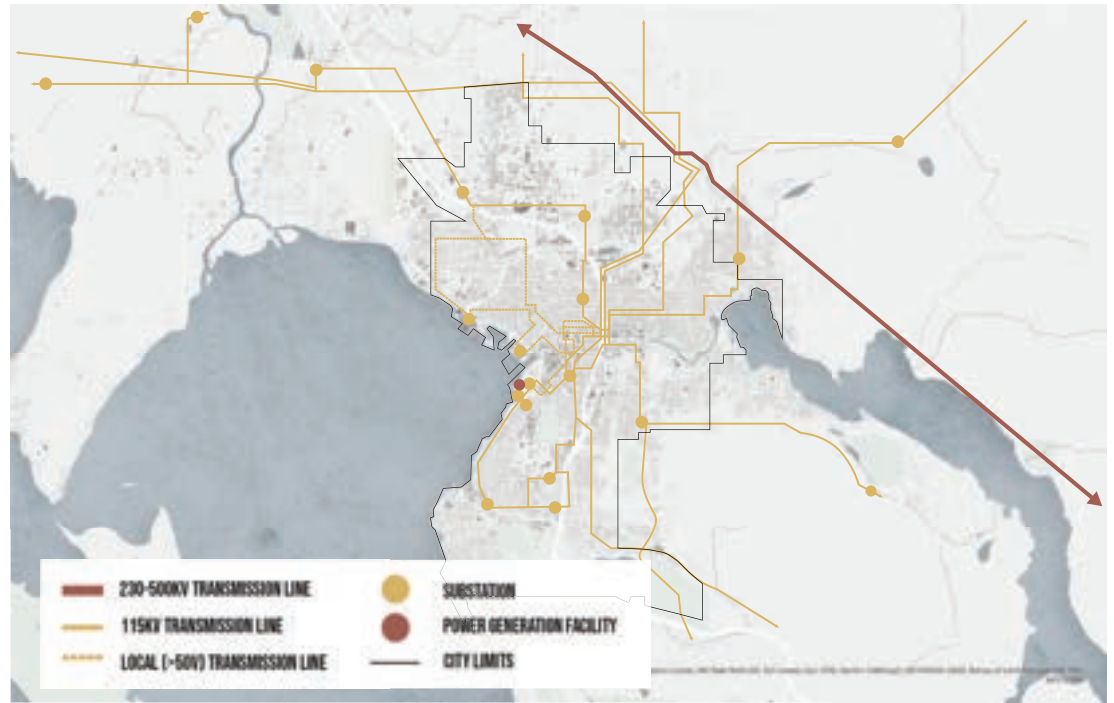 230-500KV TRANSMISSION LINE
115KV TRANSMISSION LINE
LOCAL (>50V) TRANSMISSION LINE
SUBSTATION
POWER GENERATION FACILITY
CITY LIMITS